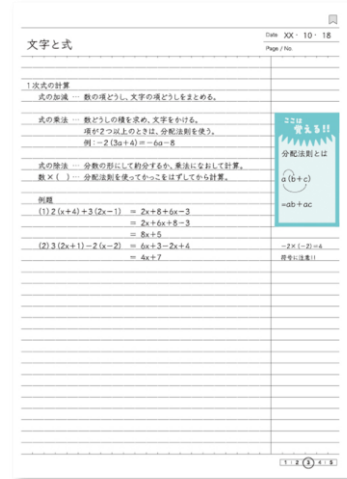 Date XX・10・18
文字と式
Page / No.
1次式の計算
式の加減 … 数の項どうし、文字の項どうしをまとめる。
式の乗法 … 数どうしの積を求め、文字をかける。
項が2つ以上のときは、分配法則を使う。
例：−2(3a+4)=−6a−8
式の除法 … 分数の形にして約分するか、乗法になおして計算。
数×( ) … 分配法則を使ってかっこをはずしてから計算。
例題
(1) 2(x+4)+3(2x−1) = 2x+8+6x−3
= 2x+6x+8−3
= 8x+5
(2) 3(2x+1)−2(x−2) = 6x+3−2x+4
= 4x+7
ここは
覚える!!
分配法則とは
a(b+c)
=ab+ac
−2×(−2)=4
符号に注意!!
1 2 3 4 5